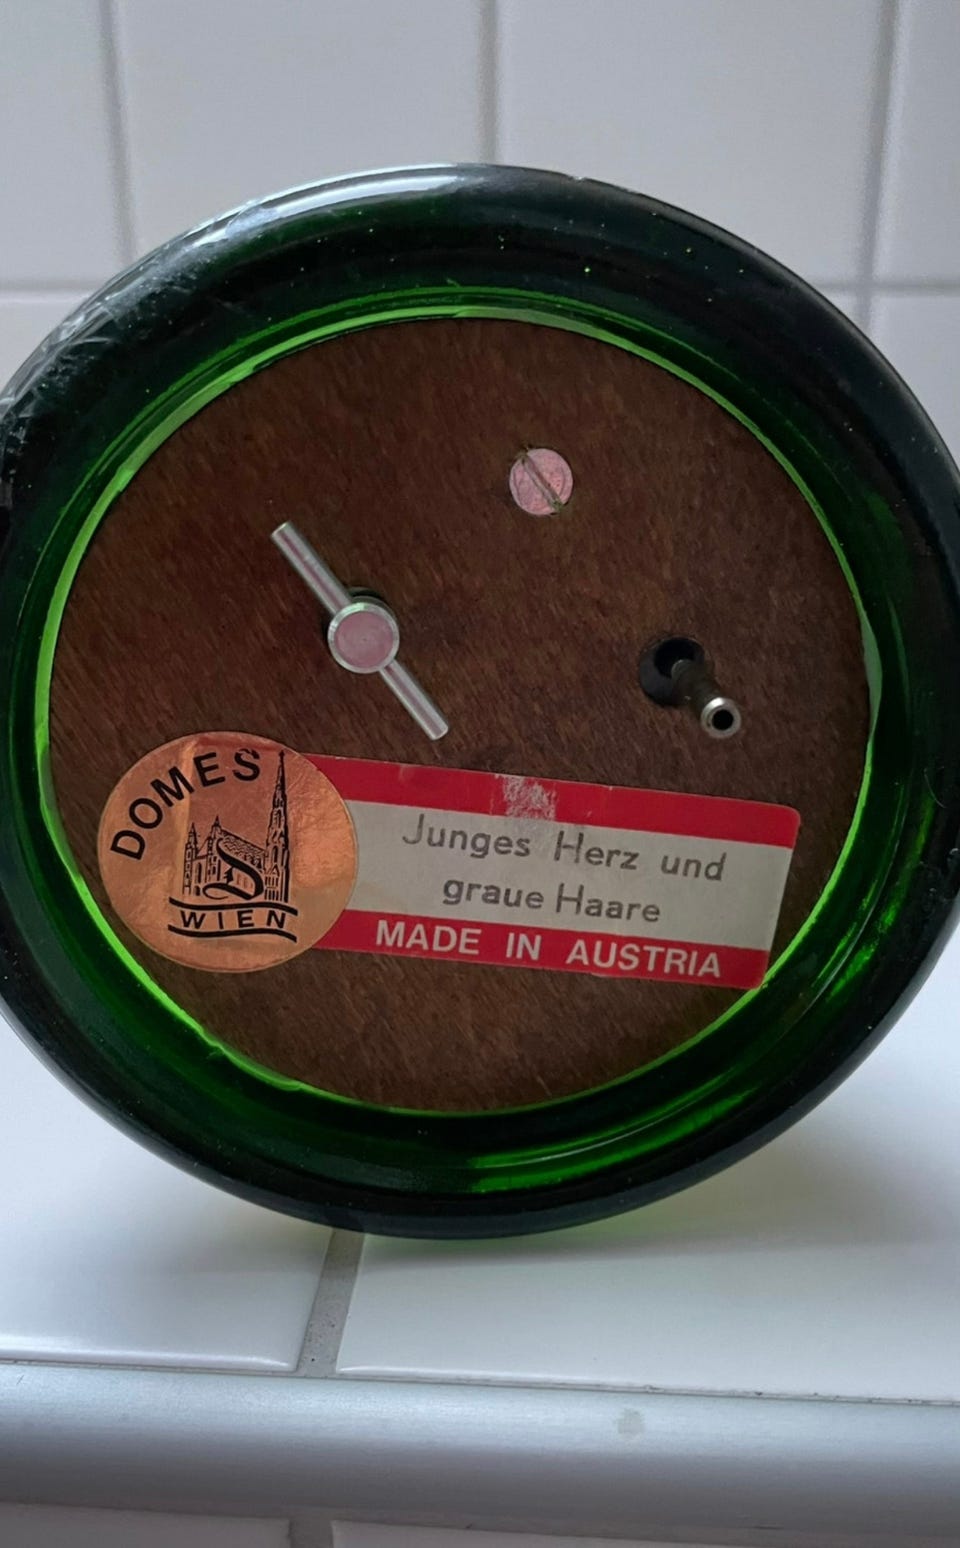 DOMES
WIEN
Junges Herz und
graue Haare
MADE IN AUSTRIA